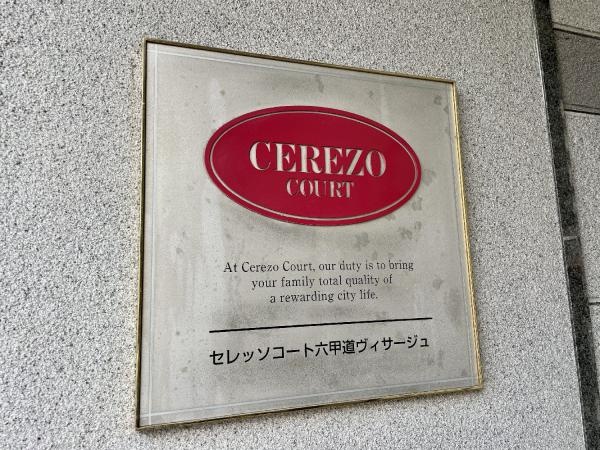 CEREZO
COURT
At Cerezo Court, our duty is to bring
your family total quality of
a rewarding city life.
セレッソコート六甲道ヴィサージュ